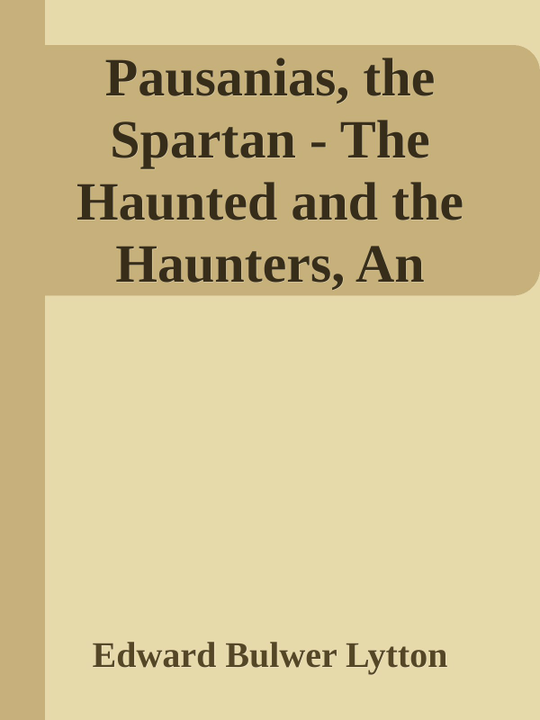 Pausanias, the
Spartan - The
Haunted and the
Haunters, An
Edward Bulwer Lytton